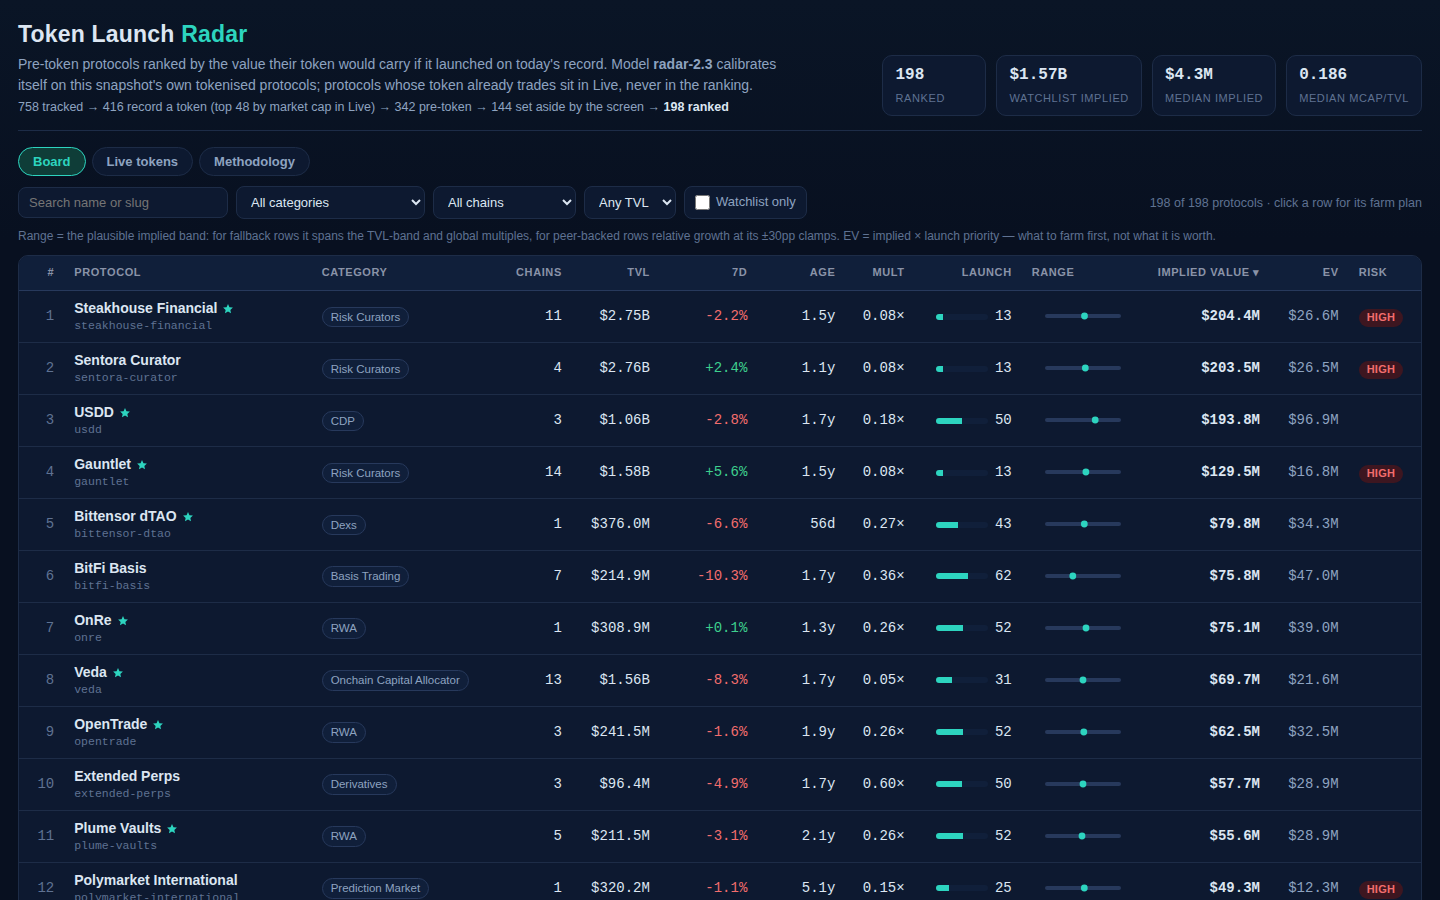 Token Launch Radar
Pre-token protocols ranked by the value their token would carry if it launched on today's record. Model radar-2.3 calibrates
itself on this snapshot's own tokenised protocols; protocols whose token already trades sit in Live, never in the ranking.
758 tracked → 416 record a token (top 48 by market cap in Live) → 342 pre-token → 144 set aside by the screen → 198 ranked
198
RANKED
$1.57B
WATCHLIST IMPLIED
$4.3M
MEDIAN IMPLIED
0.186
MEDIAN MCAP/TVL
Board Live tokens Methodology
Search name or slug All categories All chains Any TVL Watchlist only 198 of 198 protocols · click a row for its farm plan
Range = the plausible implied band: for fallback rows it spans the TVL-band and global multiples, for peer-backed rows relative growth at its ±30pp clamps. EV = implied × launch priority — what to farm first, not what it is worth.
# PROTOCOL CATEGORY CHAINS TVL 7D AGE MULT LAUNCH RANGE IMPLIED VALUE ▾ EV RISK
1 Steakhouse Financial ★ Risk Curators 11 $2.75B -2.2% 1.5y 0.08× 13 $204.4M $26.6M HIGH
steakhouse-financial
2 Sentora Curator Risk Curators 4 $2.76B +2.4% 1.1y 0.08× 13 $203.5M $26.5M HIGH
sentora-curator
3 USDD ★ CDP 3 $1.06B -2.8% 1.7y 0.18× 50 $193.8M $96.9M
usdd
4 Gauntlet ★ Risk Curators 14 $1.58B +5.6% 1.5y 0.08× 13 $129.5M $16.8M HIGH
gauntlet
5 Bittensor dTAO ★ Dexs 1 $376.0M -6.6% 56d 0.27× 43 $79.8M $34.3M
bittensor-dtao
6 BitFi Basis Basis Trading 7 $214.9M -10.3% 1.7y 0.36× 62 $75.8M $47.0M
bitfi-basis
7 OnRe ★ RWA 1 $308.9M +0.1% 1.3y 0.26× 52 $75.1M $39.0M
onre
8 Veda ★ Onchain Capital Allocator 13 $1.56B -8.3% 1.7y 0.05× 31 $69.7M $21.6M
veda
9 OpenTrade ★ RWA 3 $241.5M -1.6% 1.9y 0.26× 52 $62.5M $32.5M
opentrade
10 Extended Perps Derivatives 3 $96.4M -4.9% 1.7y 0.60× 50 $57.7M $28.9M
extended-perps
11 Plume Vaults ★ RWA 5 $211.5M -3.1% 2.1y 0.26× 52 $55.6M $28.9M
plume-vaults
12 Polymarket International Prediction Market 1 $320.2M -1.1% 5.1y 0.15× 25 $49.3M $12.3M HIGH
polymarket-international